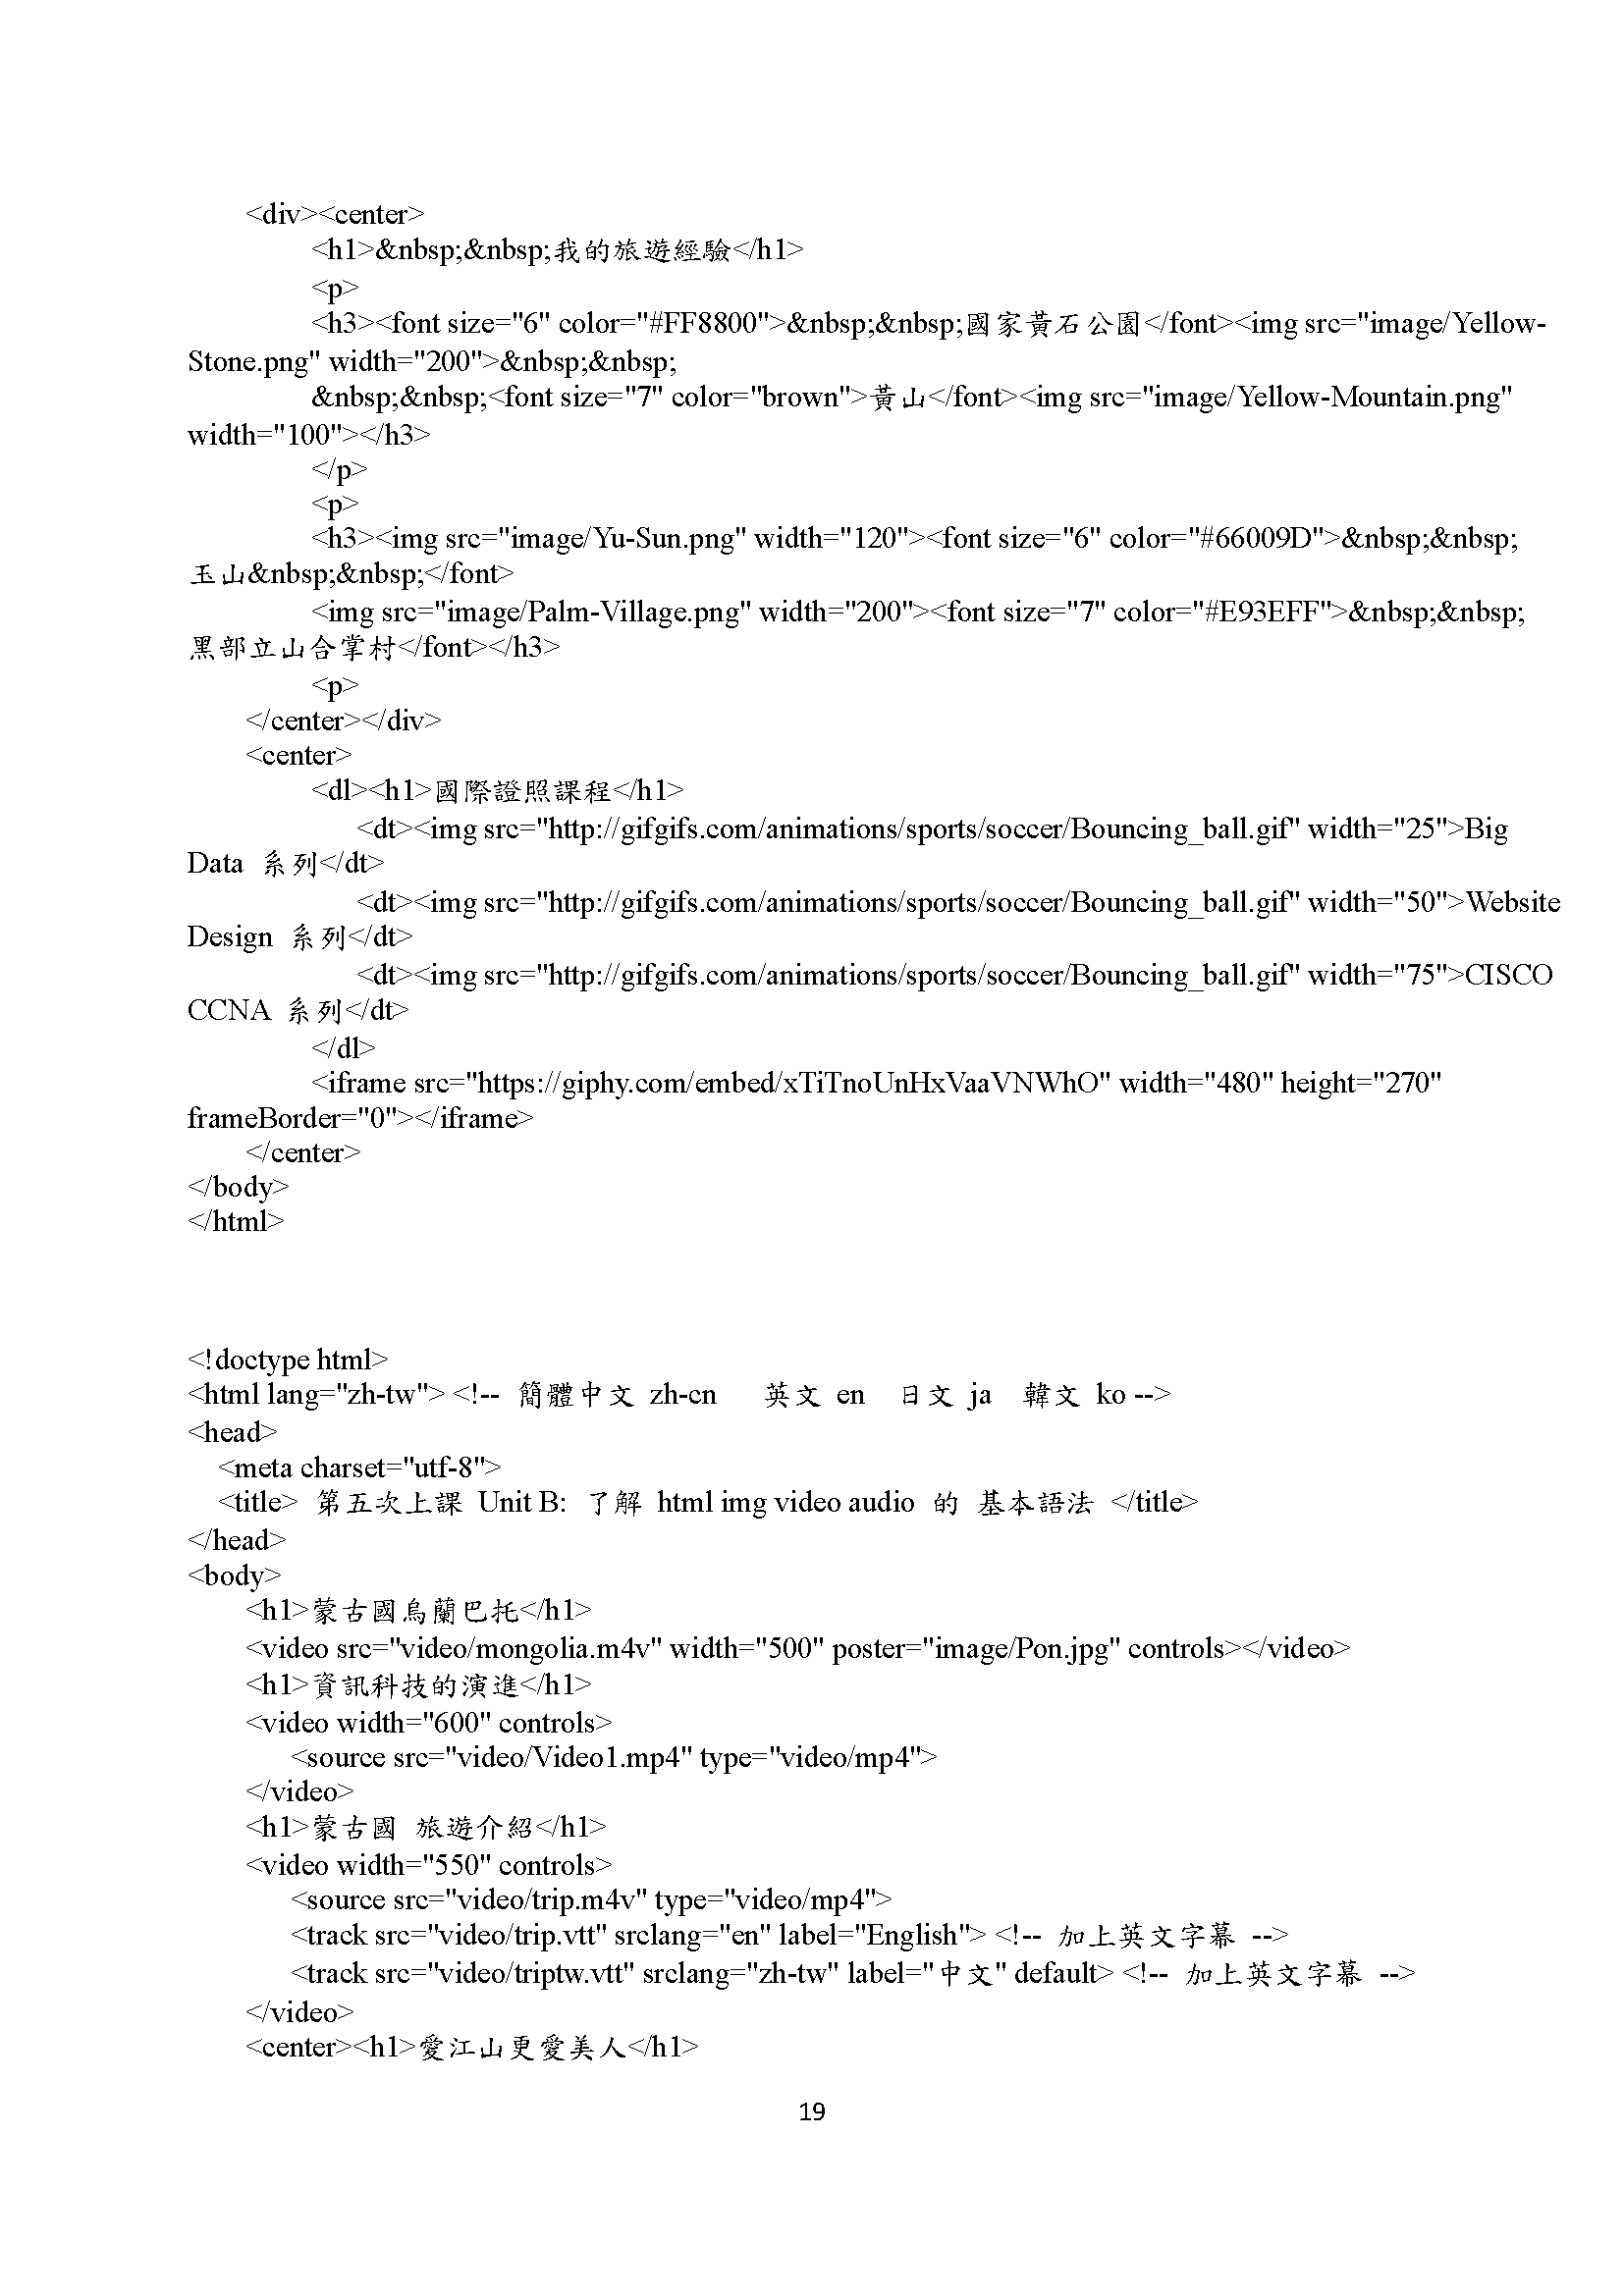 <div><center>
<h1>&nbsp;&nbsp;我的旅遊經驗</h1>
<p>
<h3><font size="6" color="#FF8800">&nbsp;&nbsp;國家黃石公園</font><img src="image/Yellow-
Stone.png" width="200">&nbsp;&nbsp;
&nbsp;&nbsp;<font size="7" color="brown">黃山</font><img src="image/Yellow-Mountain.png"
width="100"></h3>
</p>
<p>
<h3><img src="image/Yu-Sun.png" width="120"><font size="6" color="#66009D">&nbsp;&nbsp;
玉山&nbsp;&nbsp;</font>
<img src="image/Palm-Village.png" width="200"><font size="7" color="#E93EFF">&nbsp;&nbsp;
黑部立山合掌村</font></h3>
<p>
</center></div>
<center>
<dl><h1>國際證照課程</h1>
<dt><img src="http://gifgifs.com/animations/sports/soccer/Bouncing_ball.gif" width="25">Big
Data 系列</dt>
<dt><img src="http://gifgifs.com/animations/sports/soccer/Bouncing_ball.gif" width="50">Website
Design 系列</dt>
<dt><img src="http://gifgifs.com/animations/sports/soccer/Bouncing_ball.gif" width="75">CISCO
CCNA 系列</dt>
</dl>
<iframe src="https://giphy.com/embed/xTiTnoUnHxVaaVNWhO" width="480" height="270"
frameBorder="0"></iframe>
</center>
</body>
</html>
<!doctype html>
<html lang="zh-tw"> <!-- 簡體中文 zh-cn 英文 en 日文 ja 韓文 ko -->
<head>
<meta charset="utf-8">
<title> 第五次上課 Unit B: 了解 html img video audio 的 基本語法 </title>
</head>
<body>
<h1>蒙古國烏蘭巴托</h1>
<video src="video/mongolia.m4v" width="500" poster="image/Pon.jpg" controls></video>
<h1>資訊科技的演進</h1>
<video width="600" controls>
<source src="video/Video1.mp4" type="video/mp4">
</video>
<h1>蒙古國 旅遊介紹</h1>
<video width="550" controls>
<source src="video/trip.m4v" type="video/mp4">
<track src="video/trip.vtt" srclang="en" label="English"> <!-- 加上英文字幕 -->
<track src="video/triptw.vtt" srclang="zh-tw" label="中文" default> <!-- 加上英文字幕 -->
</video>
<center><h1>愛江山更愛美人</h1>
19